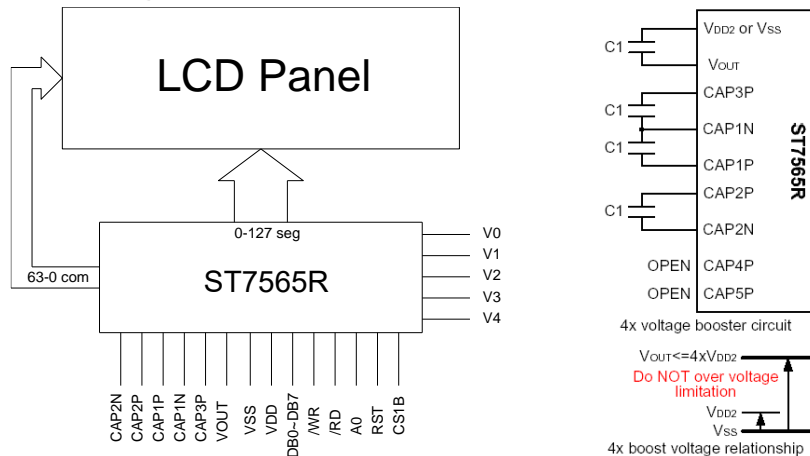 LCD Panel
0-127 seg
63-0 com
ST7565R
V0
V1
V2
V3
V4
CAP2N
CAP2P
CAP1P
CAP1N
CAP3P
VOUT
VSS
VDD
DB0~DB7
/WR
/RD
A0
RST
CS1B
C1
C1
C1
C1
VDD2 or VSS
VOUT
CAP3P
CAP1N
CAP1P
CAP2P
CAP2N
OPEN CAP4P
OPEN CAP5P
ST7565R
4x voltage booster circuit
VOUT<=4xVDD2
Do NOT over voltage
limitation
VDD2
VSS
4x boost voltage relationship